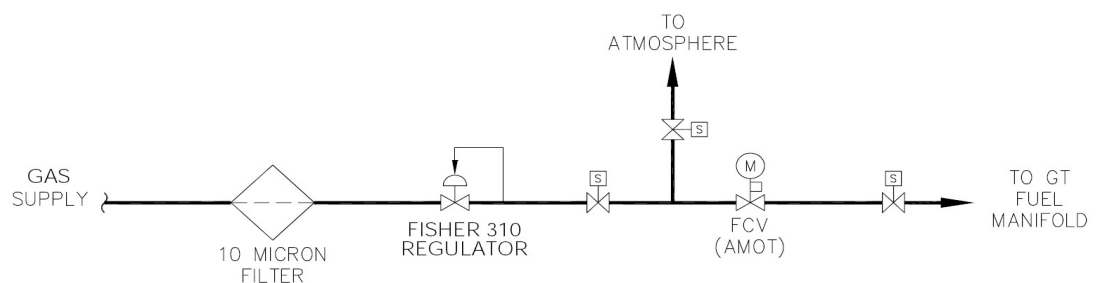 TO
ATMOSPHERE
S
GAS
SUPPLY
10 MICRON
FILTER
FISHER 310
REGULATOR
S
M
FCV
(AMOT)
S
TO GT
FUEL
MANIFOLD